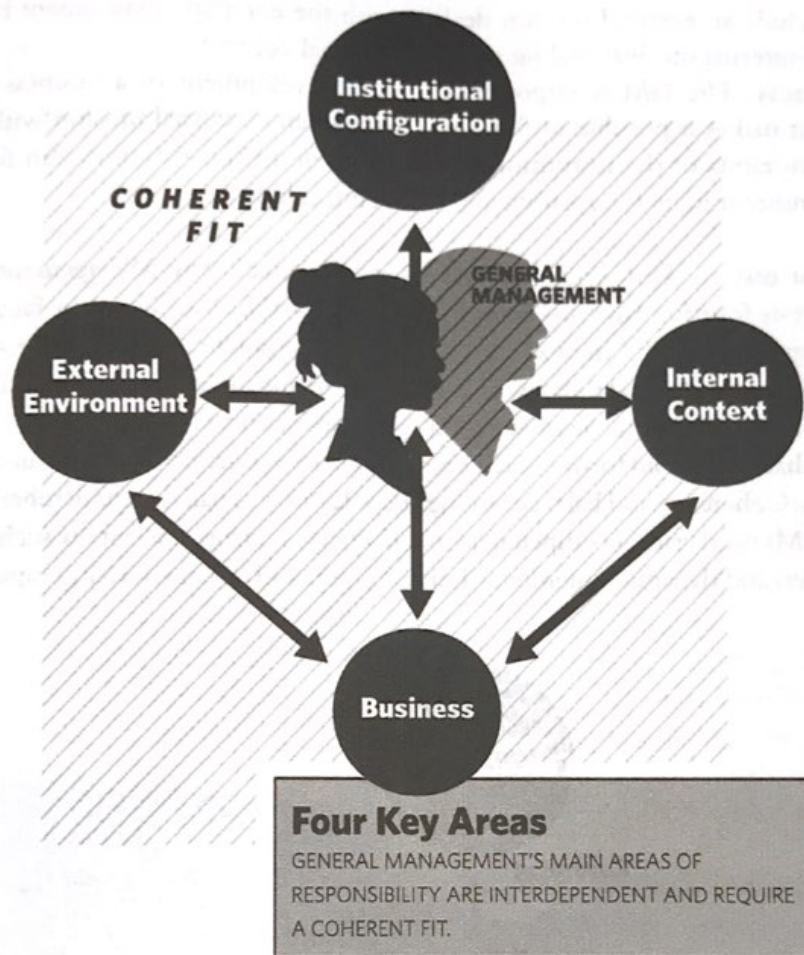 Institutional
Configuration
COHERENT
FIT
GENERAL
MANAGEMENT
External
Environment
Internal
Context
Business
Four Key Areas
GENERAL MANAGEMENT'S MAIN AREAS OF
RESPONSIBILITY ARE INTERDEPENDENT AND REQUIRE
A COHERENT FIT.